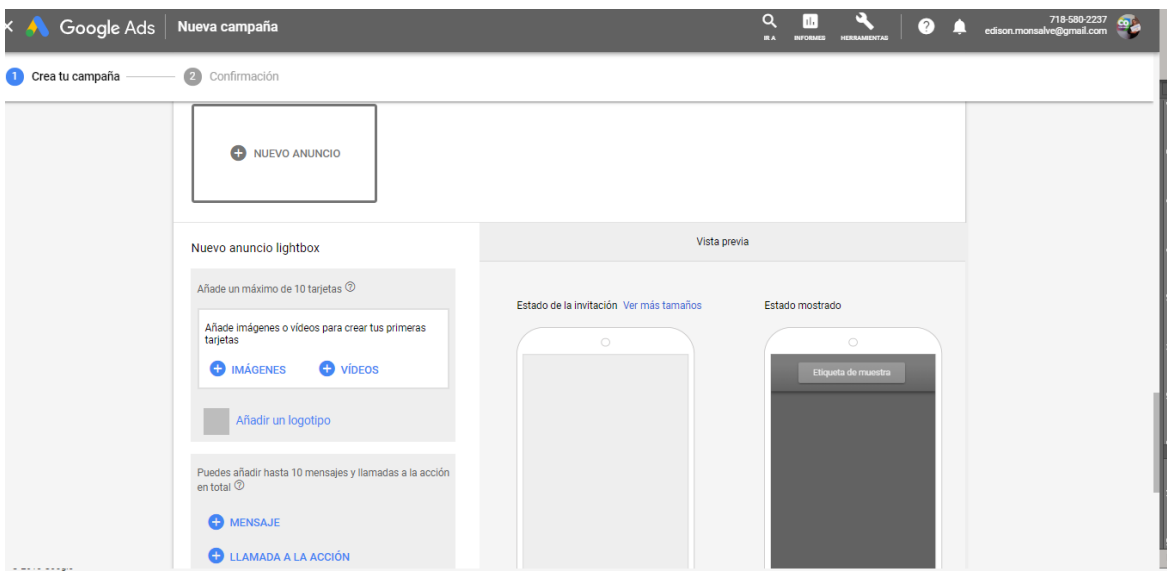 Google Ads
Nueva campaña
IR A
INFORMES
HERRAMIENTAS
718-580-2237
edison.monsalve@gmail.com
1 Crea tu campaña
2 Confirmación
NUEVO ANUNCIO
Nuevo anuncio lightbox
Vista previa
Añade un máximo de 10 tarjetas
Añade imágenes o vídeos para crear tus primeras
tarjetas
IMÁGENES
VÍDEOS
Añadir un logotipo
Estado de la invitación Ver más tamaños
Estado mostrado
Etiqueta de muestra
Puedes añadir hasta 10 mensajes y llamadas a la acción
en total
MENSAJE
LLAMADA A LA ACCIÓN